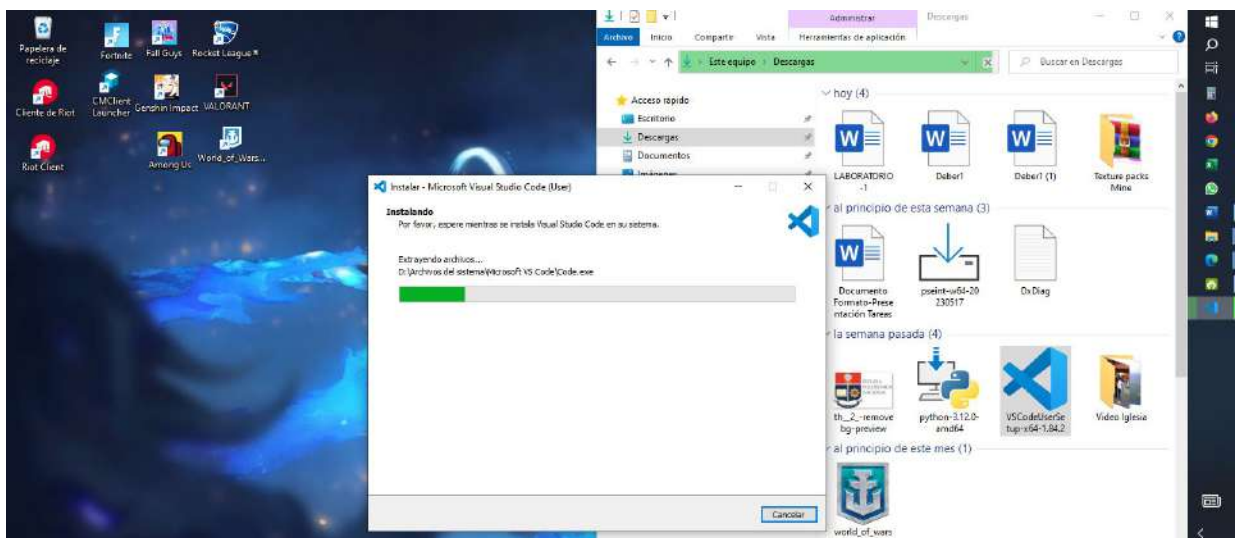 Papelera de
reciclaje
Fortnite
Fall Guys
Rocket League
Cliente de Riot
CMClient
Launcher
Genshin Impact
VALORANT
Riot Client
Among Us
World_of_Wars...
Administrar
Descargas
Archivo
Inicio
Compartir
Vista
Herramientas de aplicación
Este equipo
Descargas
Buscar en Descargas
Acceso rápido
Escritorio
Descargas
Documentos
Imágenes
hoy (4)
LABORATORIO
-1
Deber1
Deber1 (1)
Texture packs
Mine
al principio de esta semana (3)
Documento
Formato-Prese
ntación Tareas
pseint-w64-20
230517
DxDiag
la semana pasada (4)
th__2_-remove
bg-preview
python-3.12.0-
amd64
VSCodeUserSe
tup-x64-1.84.2
Video Iglesia
al principio de este mes (1)
world_of_wars
Instalar - Microsoft Visual Studio Code (User)
Instalando
Por favor, espere mientras se instala Visual Studio Code en su sistema.
Extrayendo archivos...
D:\Archivos del sistema\Microsoft VS Code\Code.exe
Cancelar